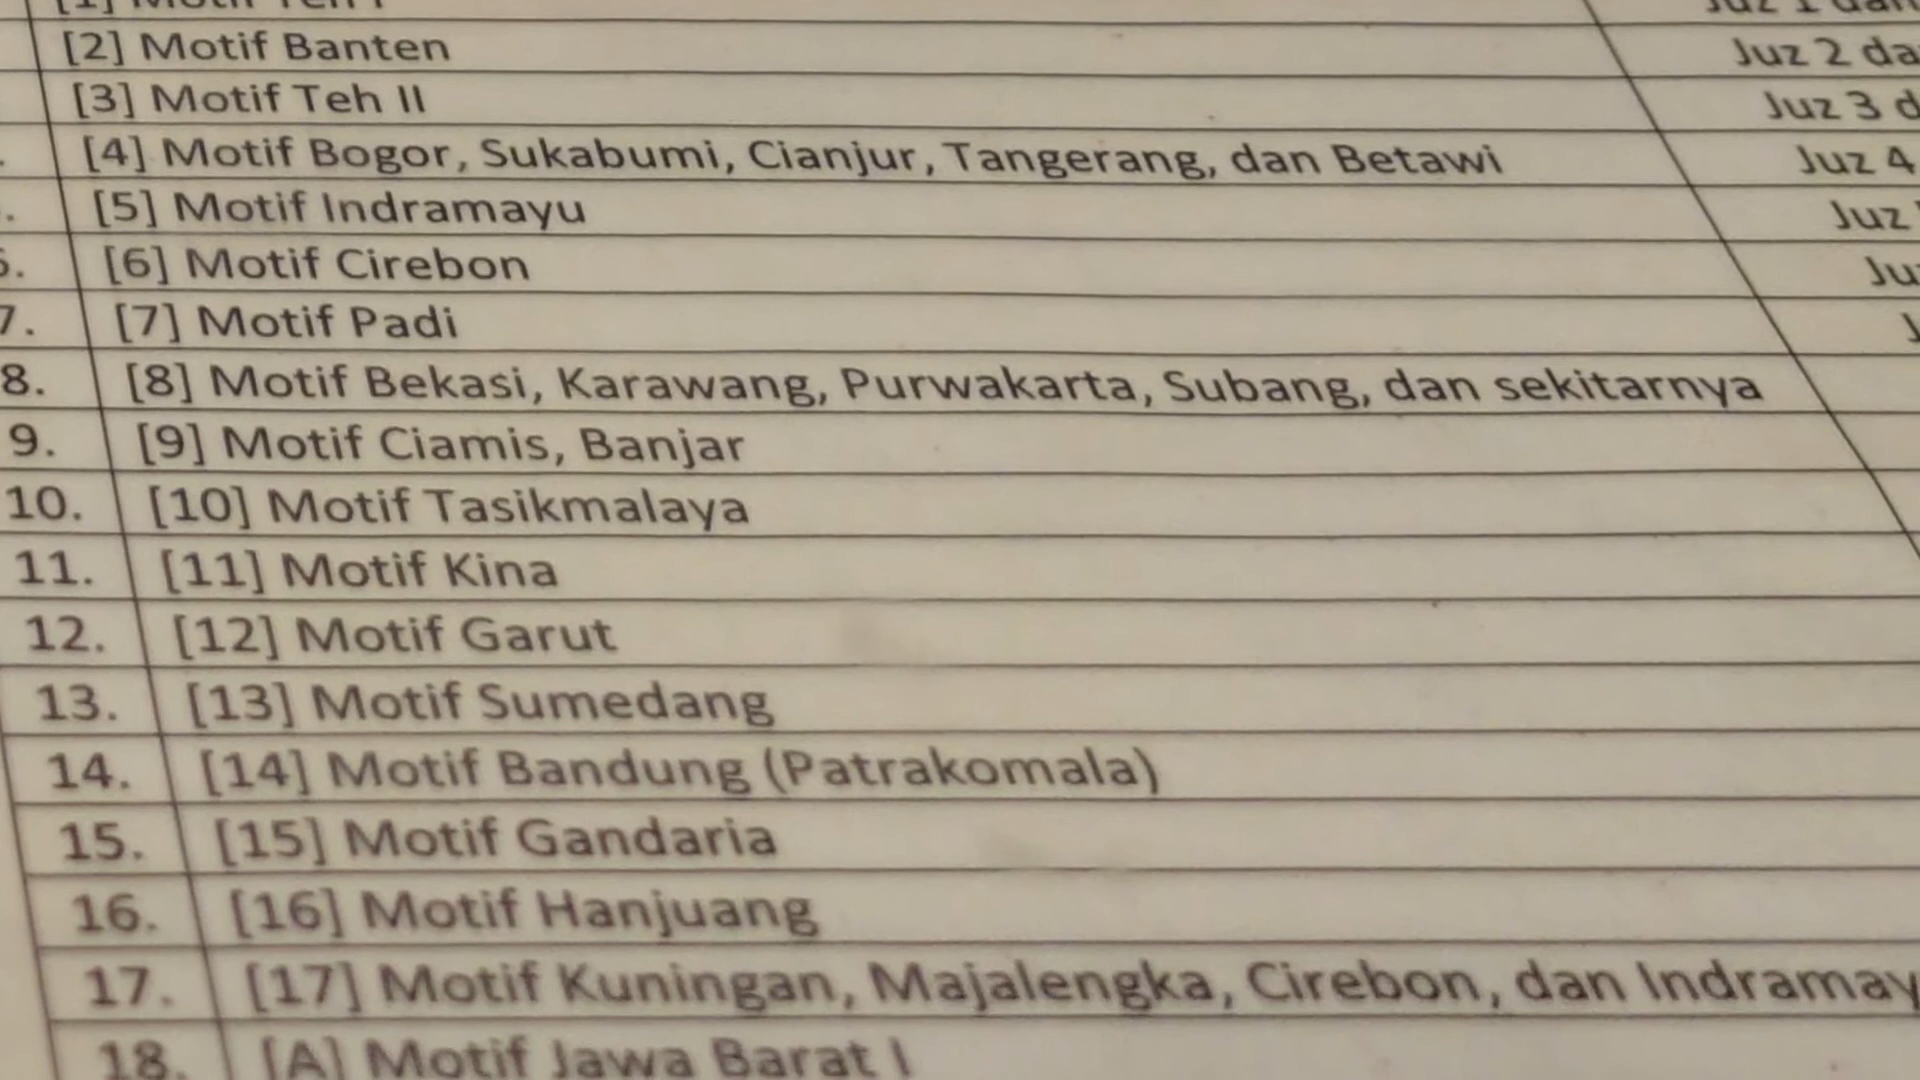 [2] Motif Banten Juz 2
[3] Motif Teh II Juz 3
[4] Motif Bogor, Sukabumi, Cianjur, Tangerang, dan Betawi Juz 4
[5] Motif Indramayu Juz
[6] Motif Cirebon
7. [7] Motif Padi
8. [8] Motif Bekasi, Karawang, Purwakarta, Subang, dan sekitarnya
9. [9] Motif Ciamis, Banjar
10. [10] Motif Tasikmalaya
11. [11] Motif Kina
12. [12] Motif Garut
13. [13] Motif Sumedang
14. [14] Motif Bandung (Patrakomala)
15. [15] Motif Gandaria
16. [16] Motif Hanjuang
17. [17] Motif Kuningan, Majalengka, Cirebon, dan Indramay
18. [A] Motif Jawa Barat I